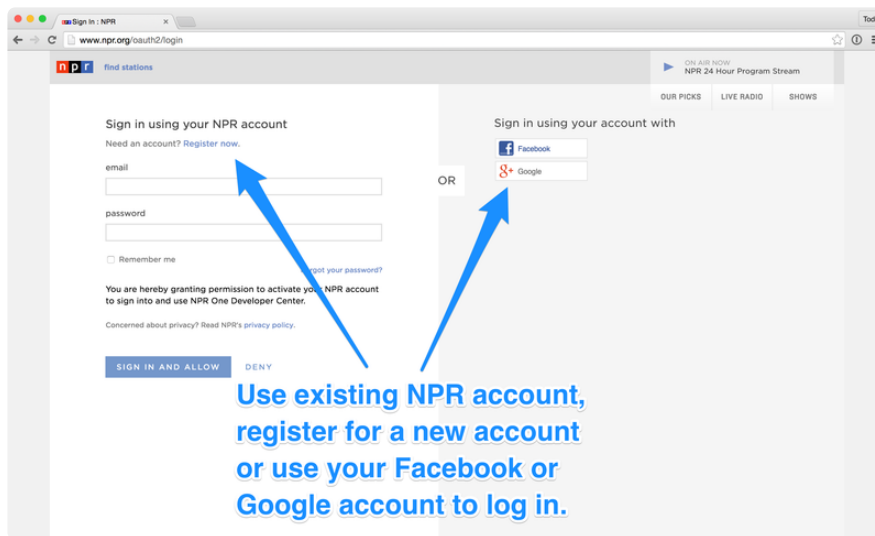 Sign In : NPR
Tod
www.npr.org/oauth2/login
npr find stations
ON AIR NOW
NPR 24 Hour Program Stream
OUR PICKS LIVE RADIO SHOWS
Sign in using your NPR account
Need an account? Register now.
email
password
Remember me
got your password?
You are hereby granting permission to activate your NPR account
to sign into and use NPR One Developer Center.
Concerned about privacy? Read NPR's privacy policy.
SIGN IN AND ALLOW DENY
OR
Sign in using your account with
Facebook
Google
Use existing NPR account,
register for a new account
or use your Facebook or
Google account to log in.